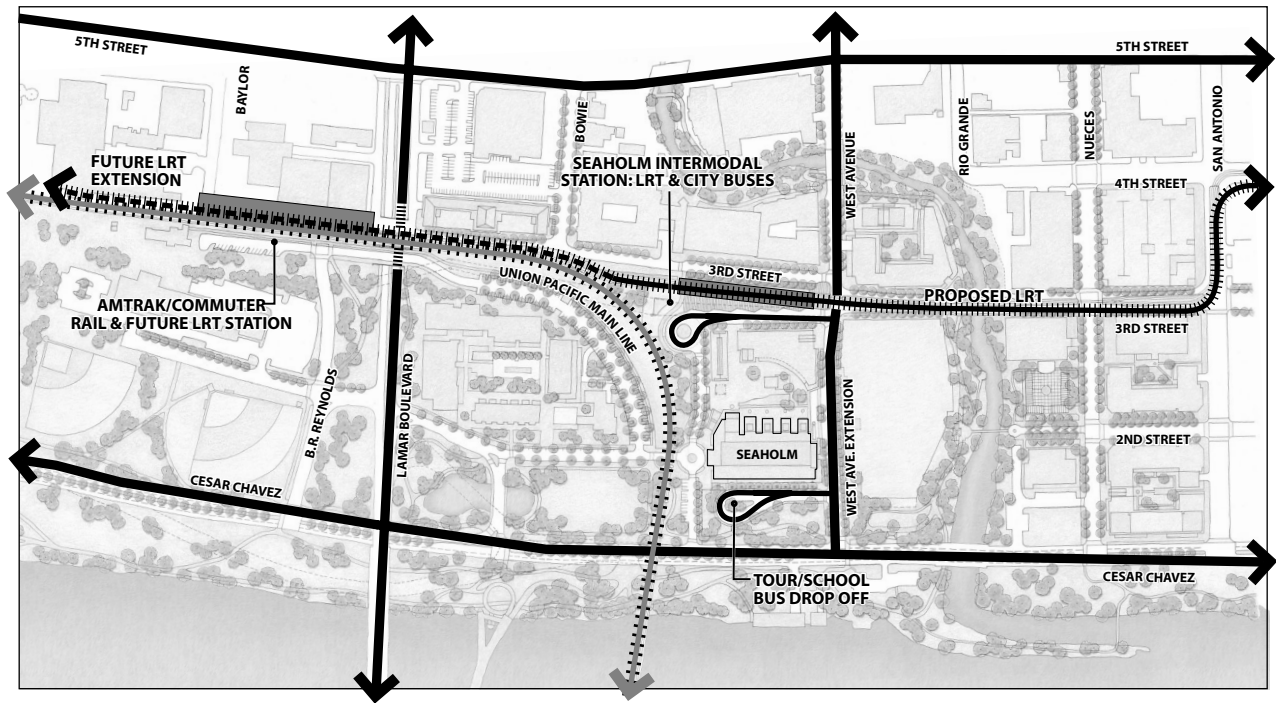 5TH STREET
5TH STREET
BAYLOR
BOWIE
WEST AVENUE
RIO GRANDE
NUECES
SAN ANTONIO
FUTURE LRT
EXTENSION
SEAHOLM INTERMODAL
STATION: LRT & CITY BUSES
4TH STREET
3RD STREET
UNION PACIFIC MAIN LINE
PROPOSED LRT
3RD STREET
AMTRAK/COMMUTER
RAIL & FUTURE LRT STATION
B.R. REYNOLDS
LAMAR BOULEVARD
WEST AVE. EXTENSION
2ND STREET
SEAHOLM
CESAR CHAVEZ
TOUR/SCHOOL
BUS DROP OFF
CESAR CHAVEZ